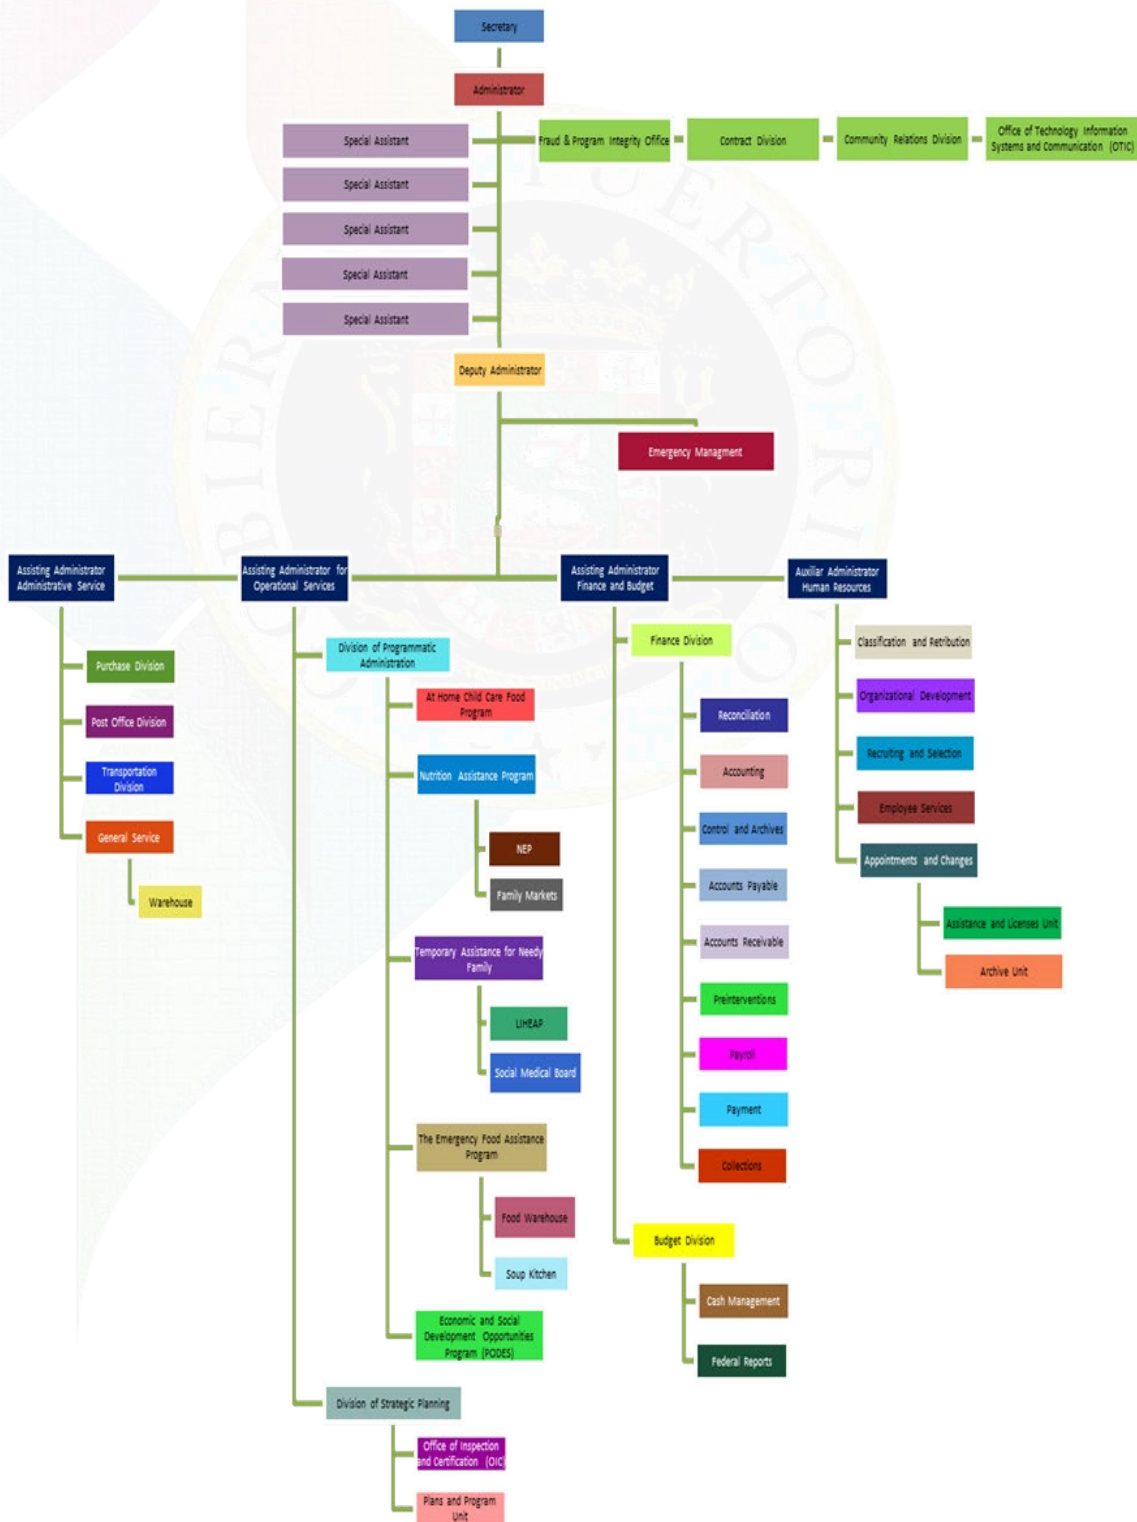 Secretary
Administrator
Special Assistant
Fraud & Program Integrity Office
Contract Division
Community Relations Division
Office of Technology Information
Systems and Communication (OTIC)
Special Assistant
Special Assistant
Special Assistant
Special Assistant
Deputy Administrator
Emergency Managment
Assisting Administrator
Administrative Service
Assisting Administrator for
Operational Services
Assisting Administrator
Finance and Budget
Auxiliar Administrator
Human Resources
Purchase Division
Post Office Division
Transportation
Division
General Service
Warehouse
Division of Programmatic
Administration
At Home Child Care Food
Program
Nutrition Assistance Program
NEP
Family Markets
Temporary Assistance for Needy
Family
LIHEAP
Social Medical Board
The Emergency Food Assistance
Program
Food Warehouse
Soup Kitchen
Economic and Social
Development Opportunities
Program (PODES)
Division of Strategic Planning
Office of Inspection
and Certification (OIC)
Plans and Program
Unit
Finance Division
Reconciliation
Accounting
Control and Archives
Accounts Payable
Accounts Receivable
Preinterventions
Payroll
Payment
Collections
Budget Division
Cash Management
Federal Reports
Classification and Retribution
Organizational Development
Recruiting and Selection
Employee Services
Appointments and Changes
Assistance and Licenses Unit
Archive Unit